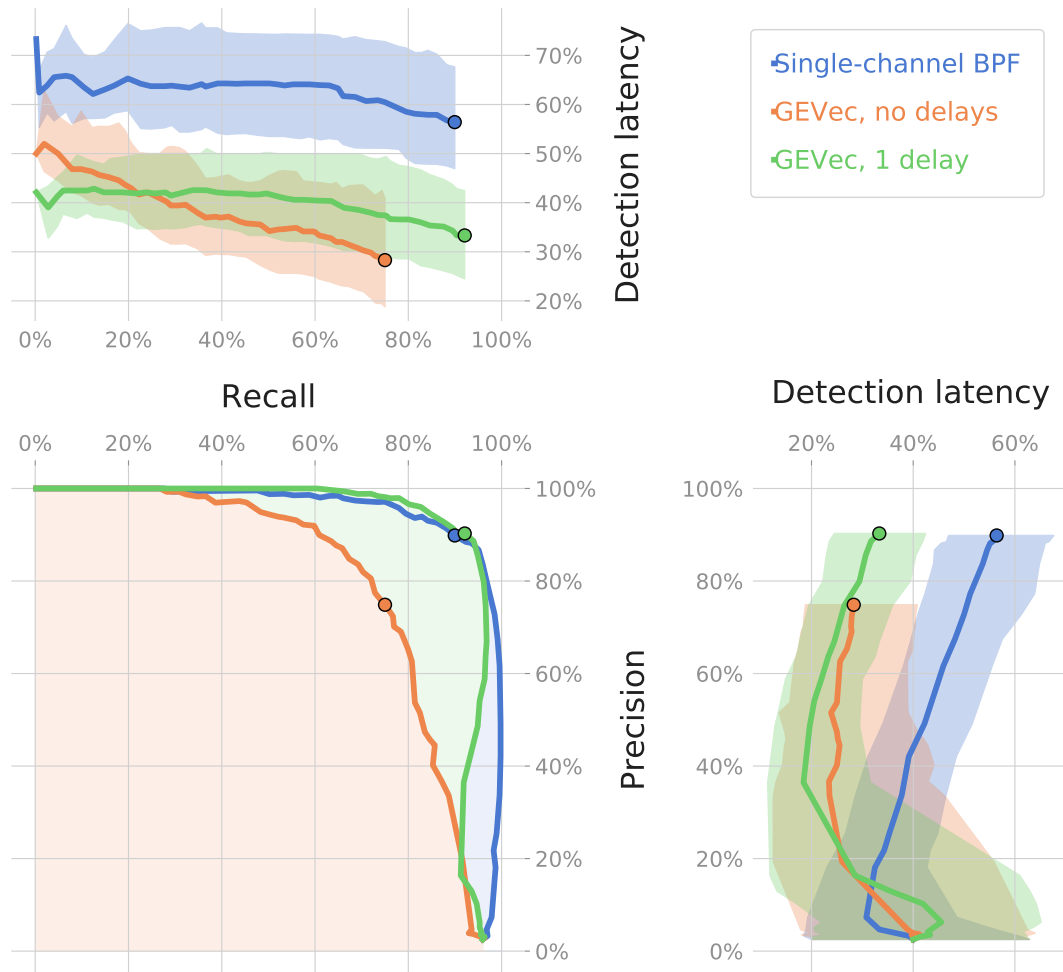 70%
60%
50%
40%
30%
20%
0% 20% 40% 60% 80% 100%
Detection latency
Single-channel BPF
GEVec, no delays
GEVec, 1 delay
Recall
0% 20% 40% 60% 80% 100%
100%
80%
60%
40%
20%
0%
Precision
Detection latency
20% 40% 60%
100%
80%
60%
40%
20%
0%